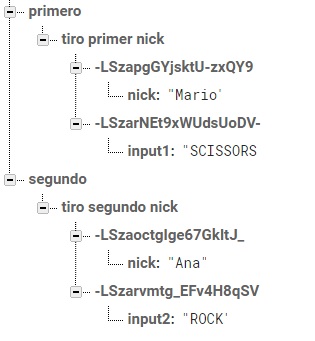 primero
tiro primer nick
-LSzapgGYjsktU-zxQY9
nick: "Mario'
-LSzarNEt9xWUdsUoDV-
input1: "SCISSORS
segundo
tiro segundo nick
-LSzaoctglge67GkltJ_
nick: "Ana"
-LSzarvmtg_EFv4H8qSV
input2: "ROCK'